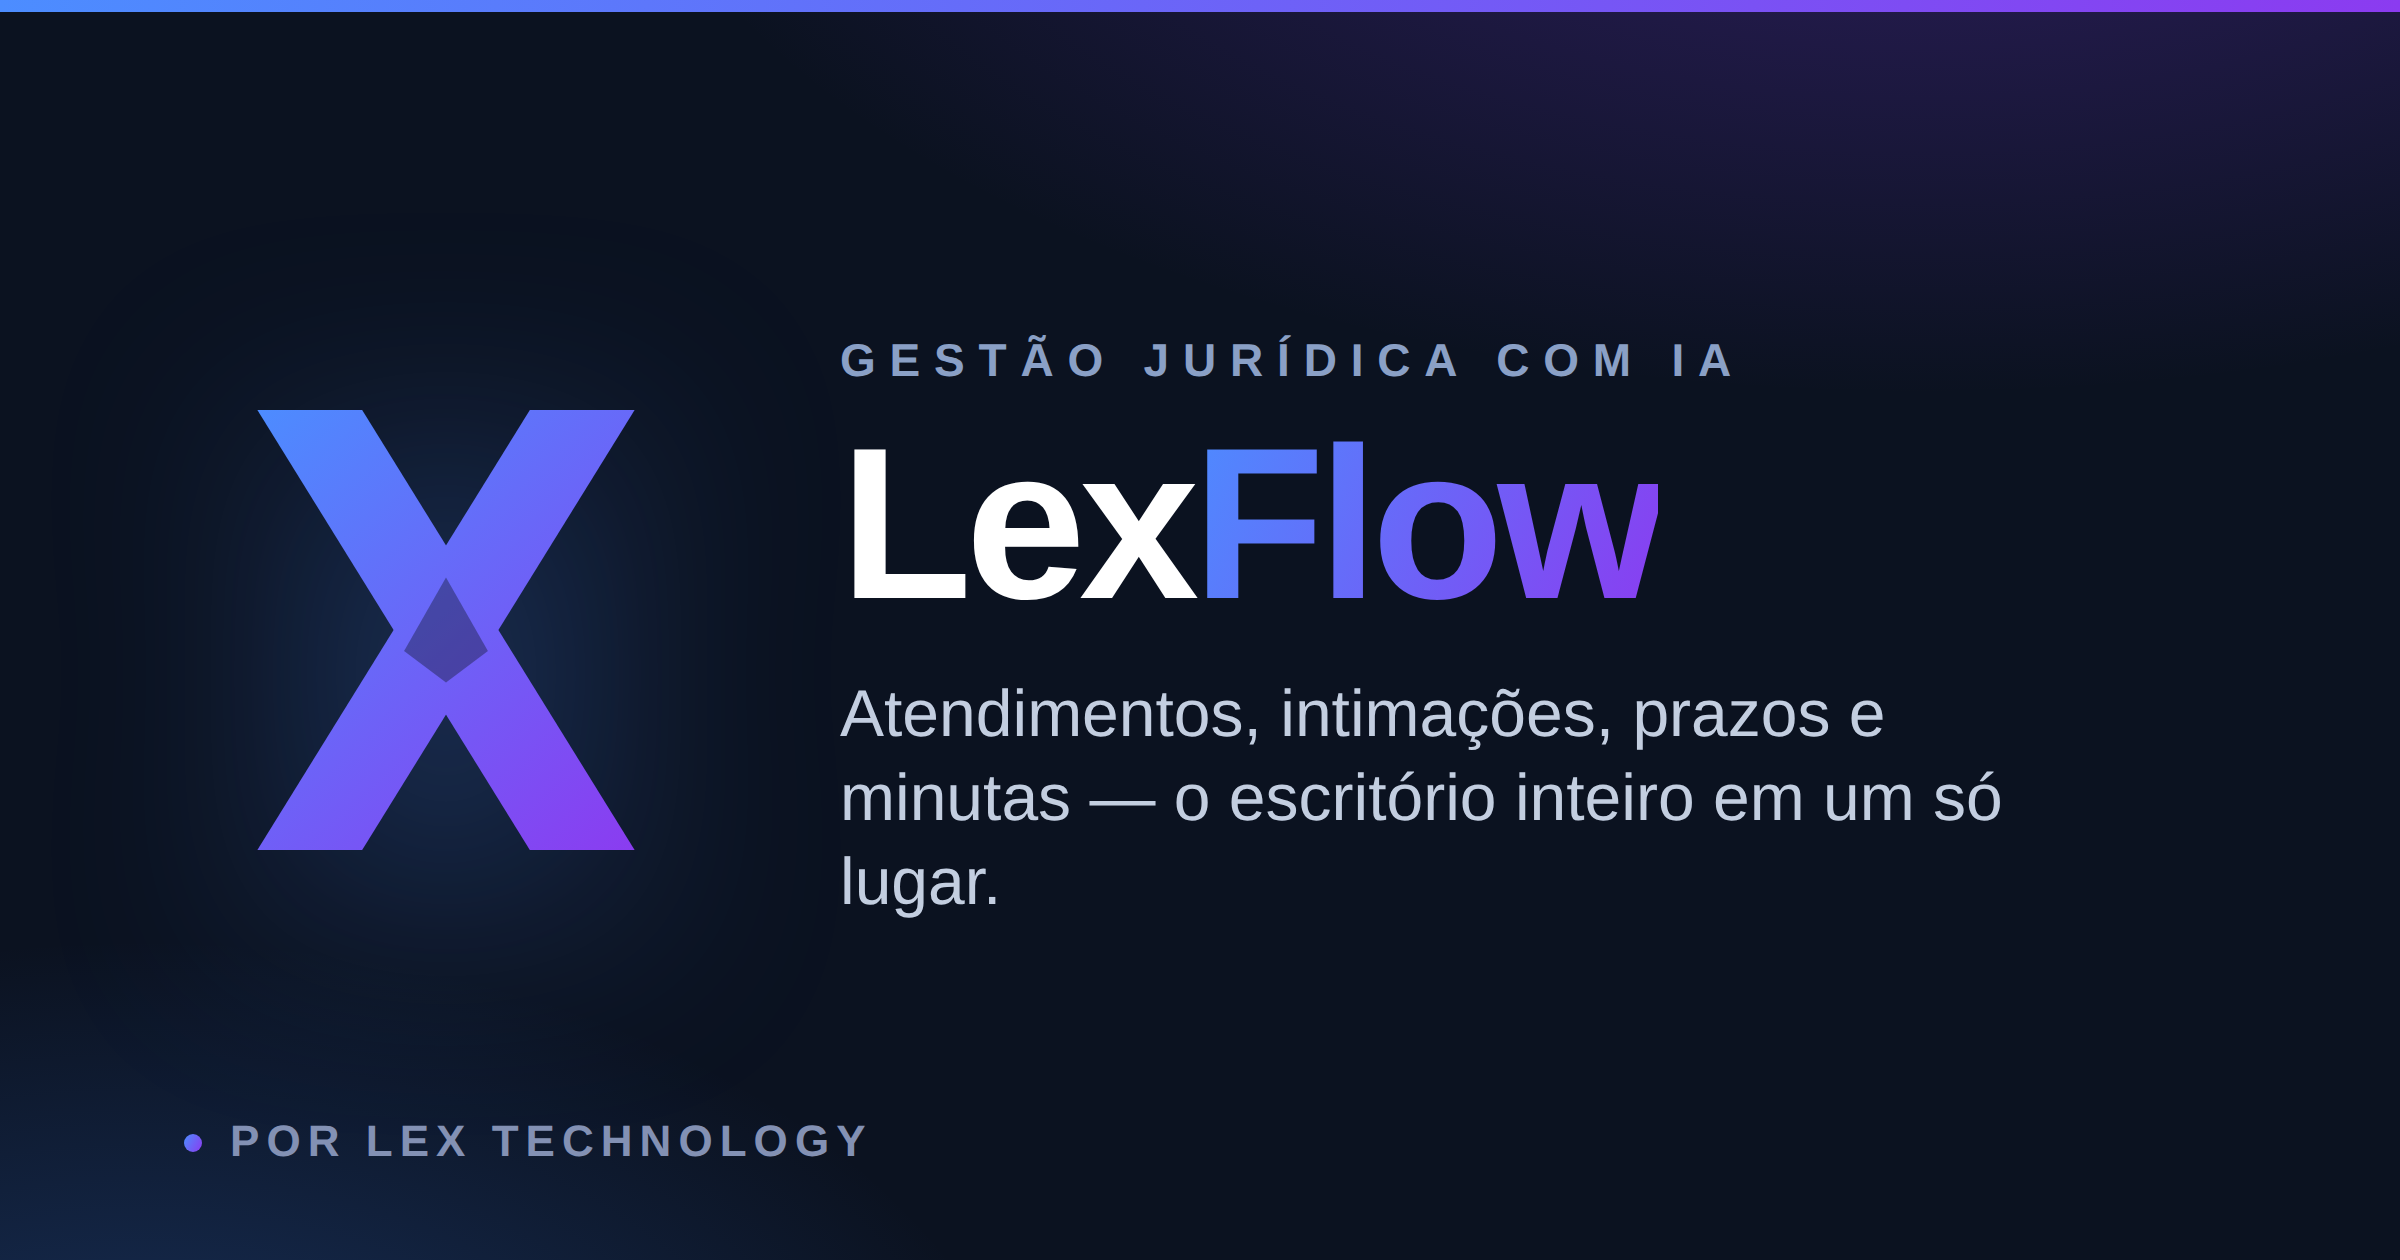 GESTÃO JURÍDICA COM IA
LexFlow
Atendimentos, intimações, prazos e
minutas — o escritório inteiro em um só
lugar.
POR LEX TECHNOLOGY